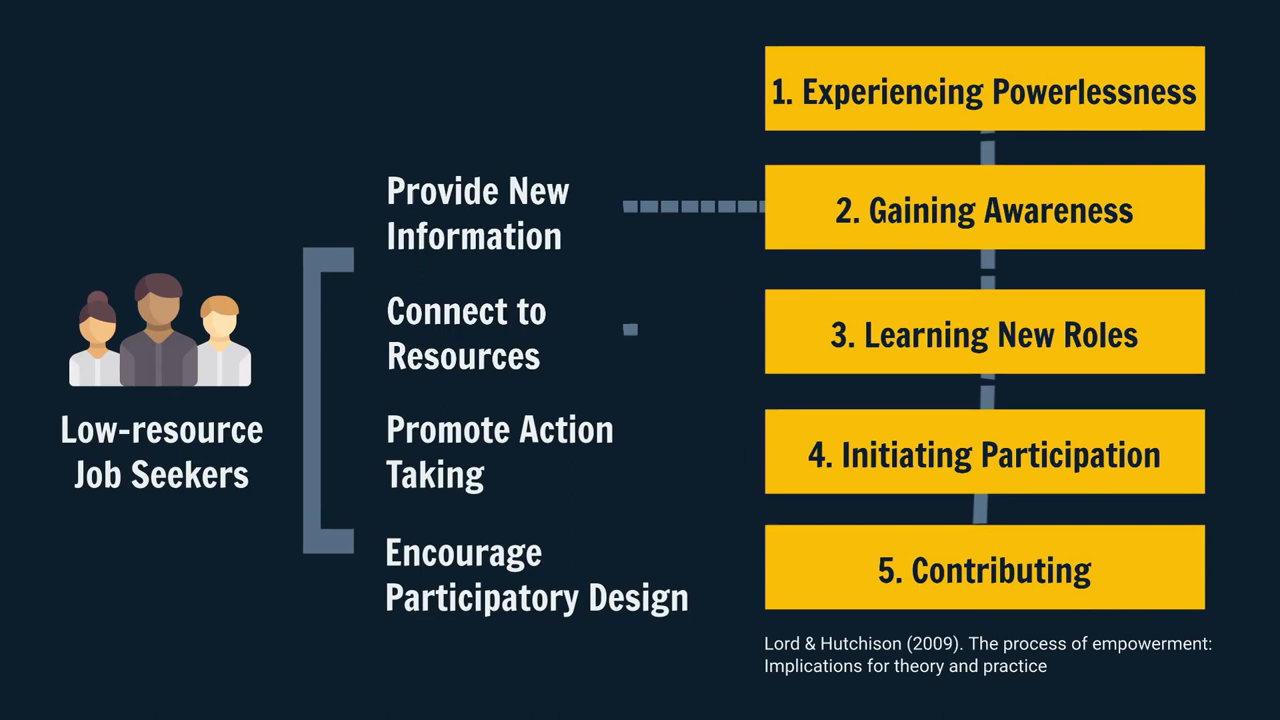 Low-resource
Job Seekers
Provide New
Information
Connect to
Resources
Promote Action
Taking
Encourage
Participatory Design
1. Experiencing Powerlessness
2. Gaining Awareness
3. Learning New Roles
4. Initiating Participation
5. Contributing
Lord & Hutchison (2009). The process of empowerment:
Implications for theory and practice